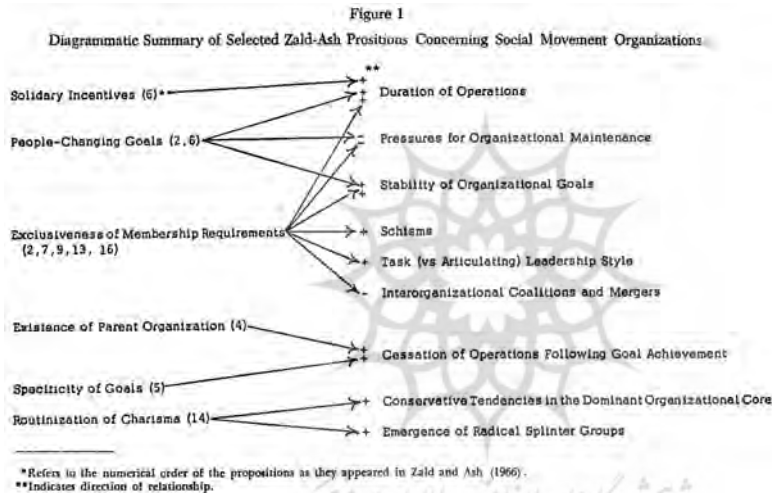 Figure 1
Diagrammatic Summary of Selected Zald-Ash Prositions Concerning Social Movement Organizations
**
Solidary Incentives (6)*
+
+
+
Duration of Operations
People-Changing Goals (2,6)
-
-
Pressures for Organizational Maintenance
+
+
Stability of Organizational Goals
Exclusiveness of Membership Requirements
(2,7,9,13, 16)
+ Schisms
+ Task (vs Articulating) Leadership Style
- Interorganizational Coalitions and Mergers
Existence of Parent Organization (4)
+
+
Cessation of Operations Following Goal Achievement
Specificity of Goals (5)
Routinization of Charisma (14)
+ Conservative Tendencies in the Dominant Organizational Core
+ Emergence of Radical Splinter Groups
*Refers to the numerical order of the propositions as they appeared in Zald and Ash (1966).
**Indicates direction of relationship.